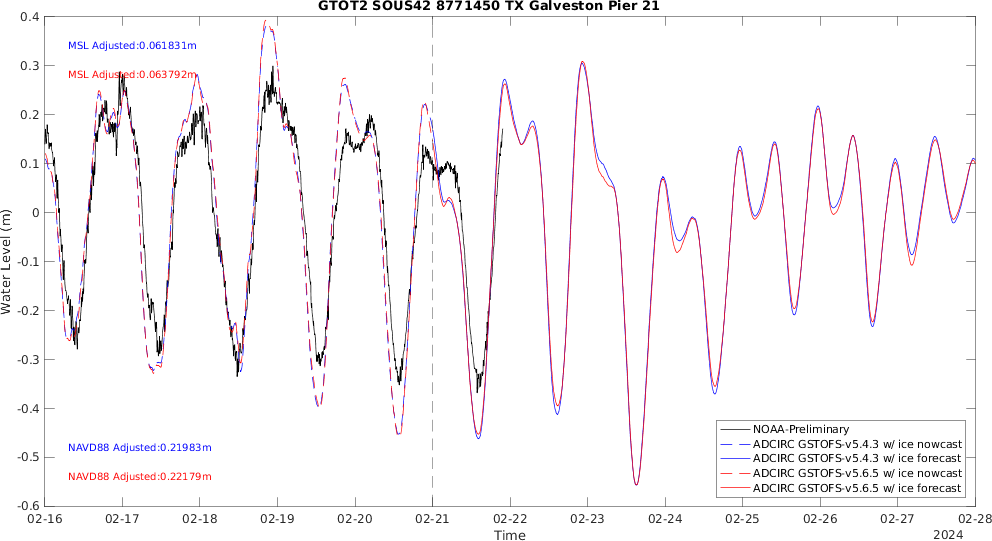 GTOT2 SOUS42 8771450 TX Galveston Pier 21
0.4
0.3
0.2
0.1
0
-0.1
-0.2
-0.3
-0.4
-0.5
-0.6
Water Level (m)
MSL Adjusted:0.061831m
MSL Adjusted:0.063792m
NAVD88 Adjusted:0.21983m
NAVD88 Adjusted:0.22179m
NOAA-Preliminary
ADCIRC GSTOFS-v5.4.3 w/ ice nowcast
ADCIRC GSTOFS-v5.4.3 w/ ice forecast
ADCIRC GSTOFS-v5.6.5 w/ ice nowcast
ADCIRC GSTOFS-v5.6.5 w/ ice forecast
02-16 02-17 02-18 02-19 02-20 02-21 02-22 02-23 02-24 02-25 02-26 02-27 02-28
Time
2024